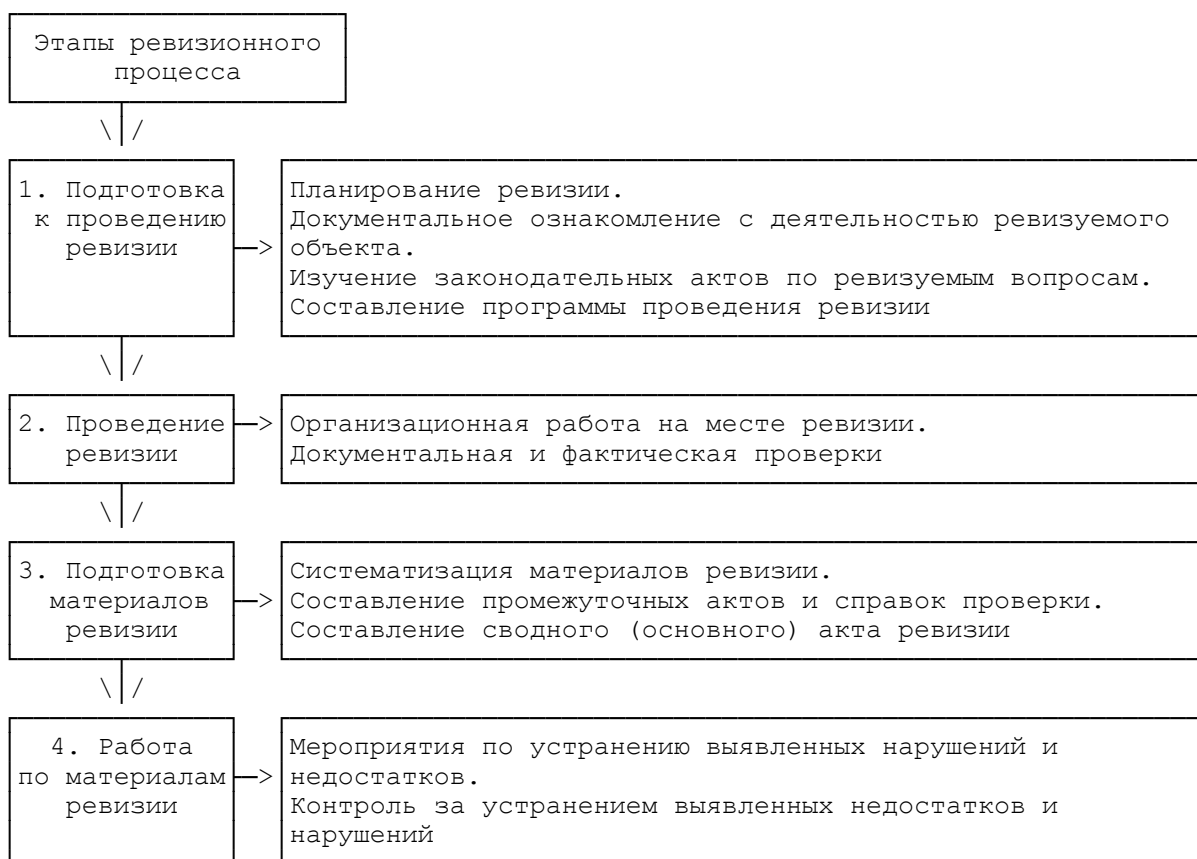 Этапы ревизионного
процесса
1. Подготовка
к проведению
ревизии
Планирование ревизии.
Документальное ознакомление с деятельностью ревизуемого
объекта.
Изучение законодательных актов по ревизуемым вопросам.
Составление программы проведения ревизии
2. Проведение
ревизии
Организационная работа на месте ревизии.
Документальная и фактическая проверки
3. Подготовка
материалов
ревизии
Систематизация материалов ревизии.
Составление промежуточных актов и справок проверки.
Составление сводного (основного) акта ревизии
4. Работа
по материалам
ревизии
Мероприятия по устранению выявленных нарушений и
недостатков.
Контроль за устранением выявленных недостатков и
нарушений